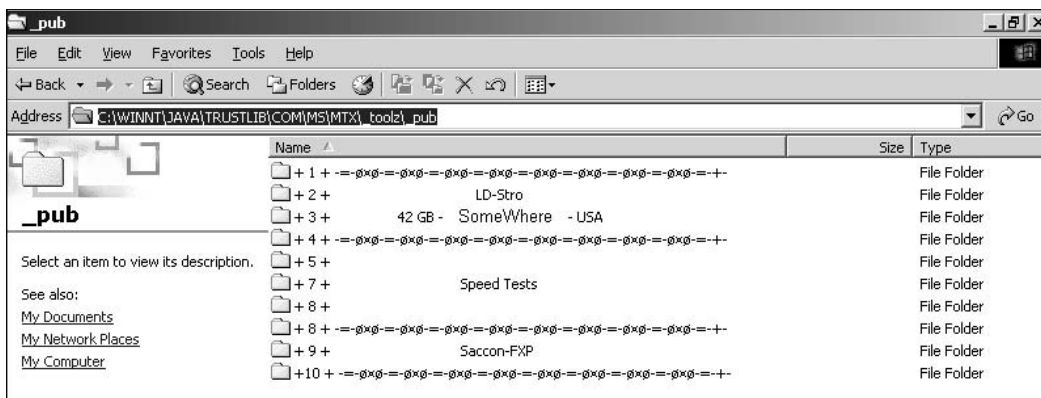 _pub
File Edit View Favorites Tools Help
Back Search Folders
Address C:\WINNT\JAVA\TRUSTLIB\COM\MS\MTX\_toolz\_pub Go
Name Size Type
+ 1 + -=-øxø-=-øxø-=-øxø-=-øxø-=-øxø-=-øxø-=-øxø-=-øxø-=-+- File Folder
+ 2 + LD-Stro File Folder
+ 3 + 42 GB - SomeWhere - USA File Folder
+ 4 + -=-øxø-=-øxø-=-øxø-=-øxø-=-øxø-=-øxø-=-øxø-=-øxø-=-+- File Folder
+ 5 + File Folder
+ 7 + Speed Tests File Folder
+ 8 + File Folder
+ 8 + -=-øxø-=-øxø-=-øxø-=-øxø-=-øxø-=-øxø-=-øxø-=-øxø-=-+- File Folder
+ 9 + Saccon-FXP File Folder
+10 + -=-øxø-=-øxø-=-øxø-=-øxø-=-øxø-=-øxø-=-øxø-=-øxø-=-+- File Folder
_pub
Select an item to view its description.
See also:
My Documents
My Network Places
My Computer